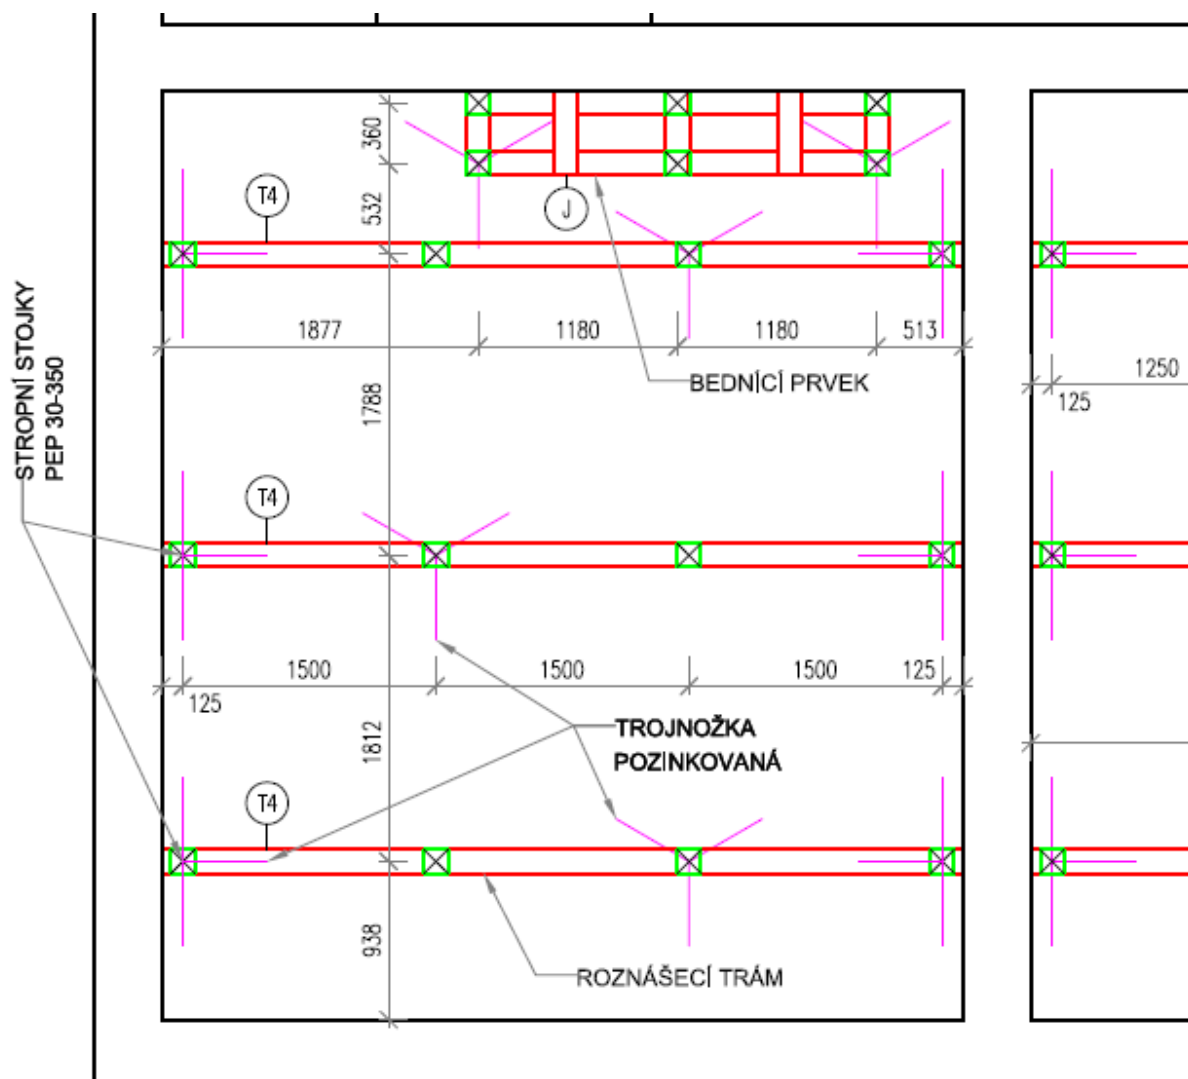 360
T4
532
J
1877
1180
1180
513
STROPNÍ STOJKY
PEP 30-350
BEDNÍCÍ PRVEK
1250
125
1788
T4
1500
1500
1500
125
125
TROJNOŽKA
POZINKOVANÁ
1812
T4
938
ROZNÁŠECÍ TRÁM